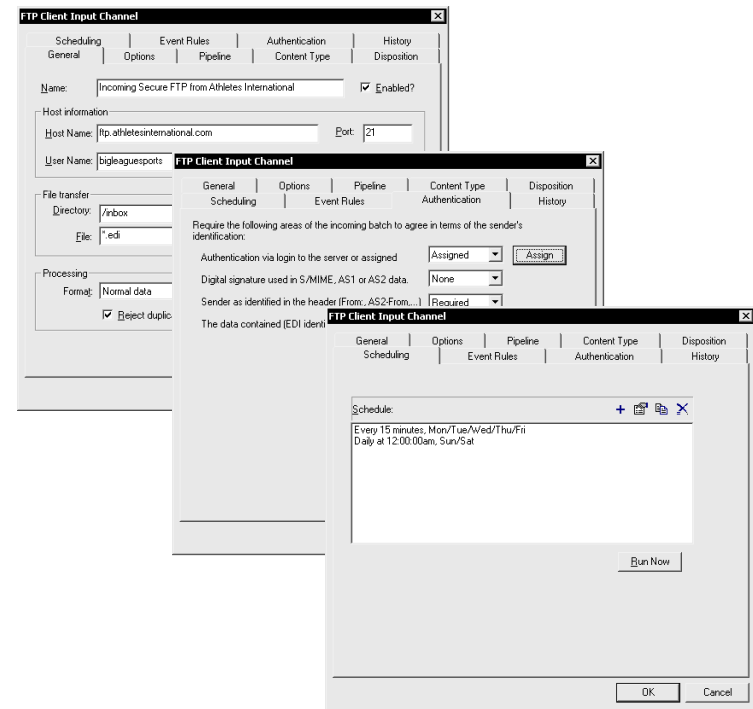 FTP Client Input Channel
Scheduling Event Rules Authentication History
General Options Pipeline Content Type Disposition
Name: Incoming Secure FTP from Athletes International Enabled?
Host information
Host Name: ftp.athletesinternational.com Port: 21
User Name: bigleaguesports
File transfer
Directory: /inbox
File: *.edi
Processing
Format: Normal data
Reject duplic
FTP Client Input Channel
General Options Pipeline Content Type Disposition
Scheduling Event Rules Authentication History
Require the following areas of the incoming batch to agree in terms of the sender's
identification:
Authentication via login to the server or assigned Assigned Assign
Digital signature used in S/MIME, AS1 or AS2 data. None
Sender as identified in the header (From:, AS2-From,...) Required
The data contained (EDI identi
FTP Client Input Channel
General Options Pipeline Content Type Disposition
Scheduling Event Rules Authentication History
Schedule:
Every 15 minutes, Mon/Tue/Wed/Thu/Fri
Daily at 12:00:00am, Sun/Sat
Run Now
OK Cancel